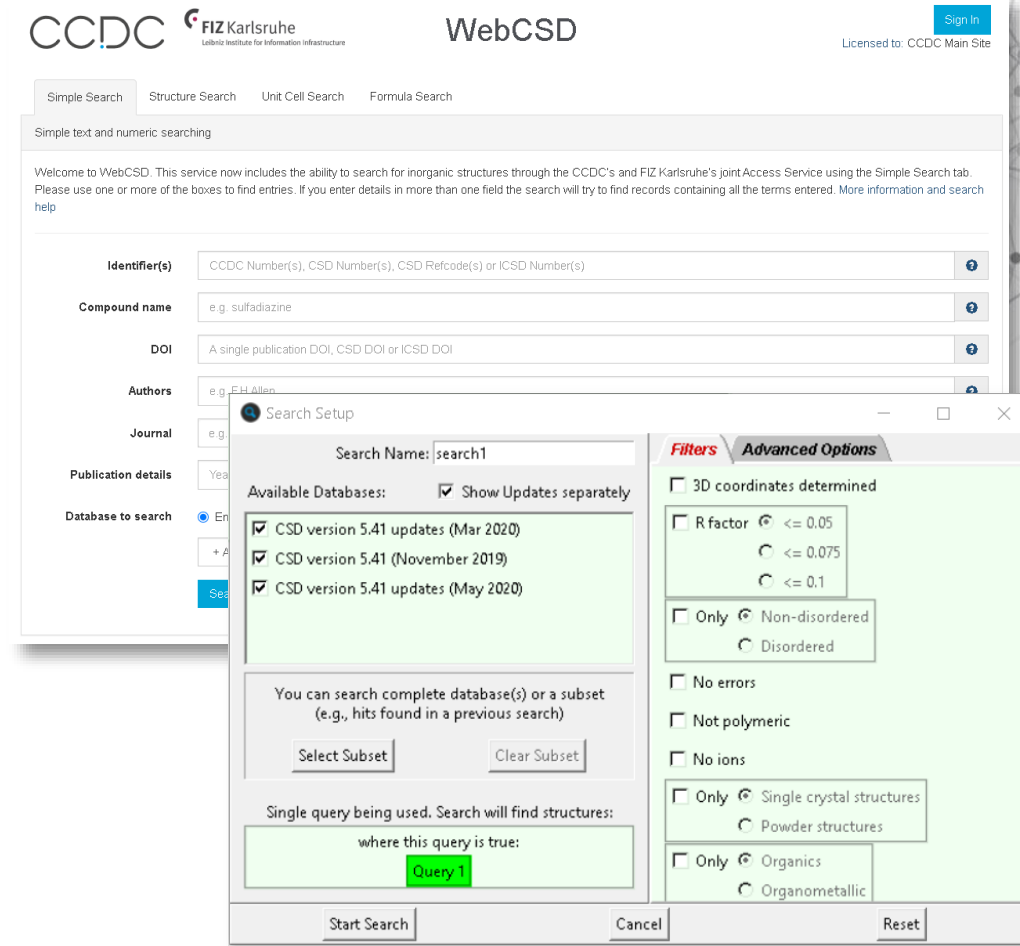 CCDC FIZ Karlsruhe
Leibniz Institute for Information Infrastructure
WebCSD
Sign In
Licensed to: CCDC Main Site
Simple Search Structure Search Unit Cell Search Formula Search
Simple text and numeric searching
Welcome to WebCSD. This service now includes the ability to search for inorganic structures through the CCDC's and FIZ Karlsruhe's joint Access Service using the Simple Search tab.
Please use one or more of the boxes to find entries. If you enter details in more than one field the search will try to find records containing all the terms entered. More information and search
help
Identifier(s) CCDC Number(s), CSD Number(s), CSD Refcode(s) or ICSD Number(s)
Compound name e.g. sulfadiazine
DOI A single publication DOI, CSD DOI or ICSD DOI
Authors e.g. F.H.Allen
Journal e.g.
Publication details
Database to search
Search Setup
Search Name: search1
Available Databases: Show Updates separately
CSD version 5.41 updates (Mar 2020)
CSD version 5.41 (November 2019)
CSD version 5.41 updates (May 2020)
You can search complete database(s) or a subset
(e.g., hits found in a previous search)
Select Subset Clear Subset
Single query being used. Search will find structures:
where this query is true:
Query 1
Filters Advanced Options
3D coordinates determined
R factor <= 0.05
<= 0.075
<= 0.1
Only Non-disordered
Disordered
No errors
Not polymeric
No ions
Only Single crystal structures
Powder structures
Only Organics
Organometallic
Start Search Cancel Reset